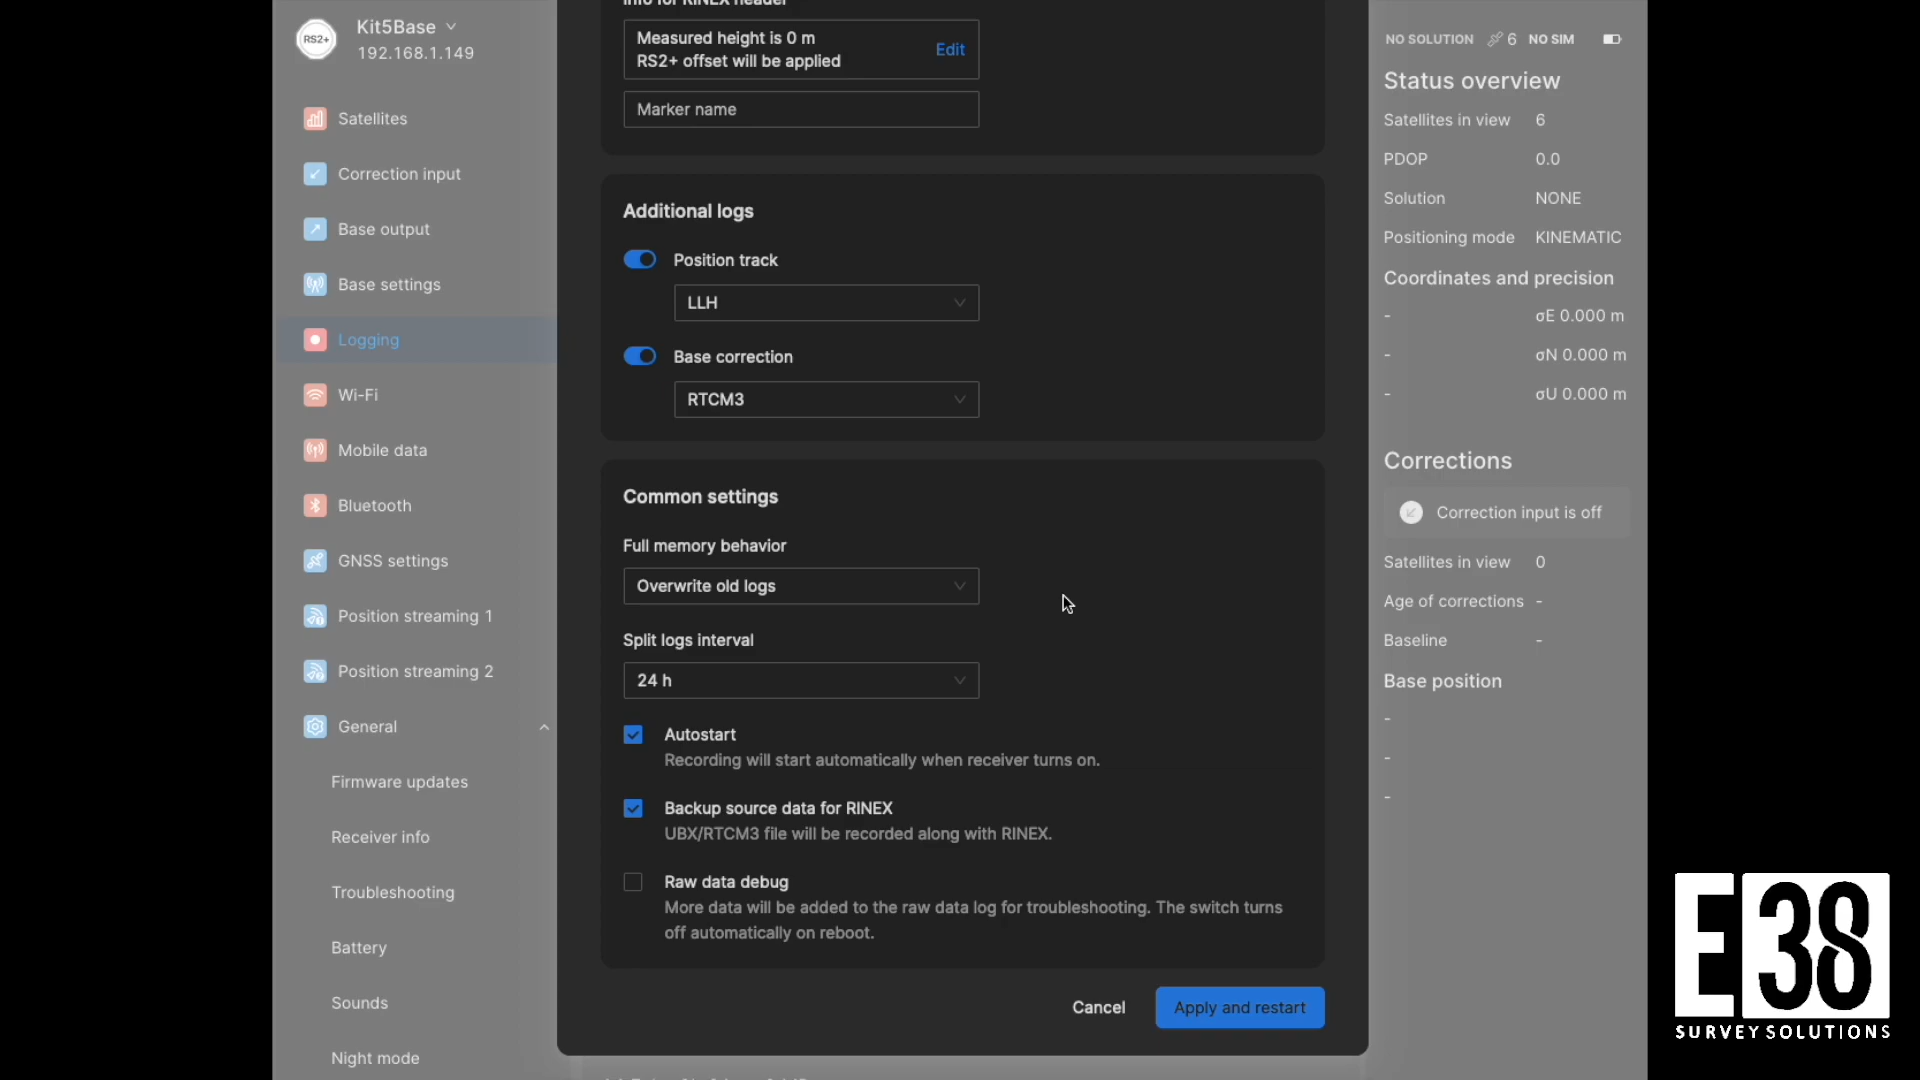 RS2+
Kit5Base
192.168.1.149
Satellites
Correction input
Base output
Base settings
Logging
Wi-Fi
Mobile data
Bluetooth
GNSS settings
Position streaming 1
Position streaming 2
General
Firmware updates
Receiver info
Troubleshooting
Battery
Sounds
Night mode
Info for RINEX header
Measured height is 0 m
RS2+ offset will be applied
Edit
Marker name
Additional logs
Position track
LLH
Base correction
RTCM3
Common settings
Full memory behavior
Overwrite old logs
Split logs interval
24 h
Autostart
Recording will start automatically when receiver turns on.
Backup source data for RINEX
UBX/RTCM3 file will be recorded along with RINEX.
Raw data debug
More data will be added to the raw data log for troubleshooting. The switch turns
off automatically on reboot.
Cancel
Apply and restart
NO SOLUTION 6 NO SIM
Status overview
Satellites in view 6
PDOP 0.0
Solution NONE
Positioning mode KINEMATIC
Coordinates and precision
- σE 0.000 m
- σN 0.000 m
- σU 0.000 m
Corrections
Correction input is off
Satellites in view 0
Age of corrections -
Baseline -
Base position
-
-
-
E38
SURVEY SOLUTIONS